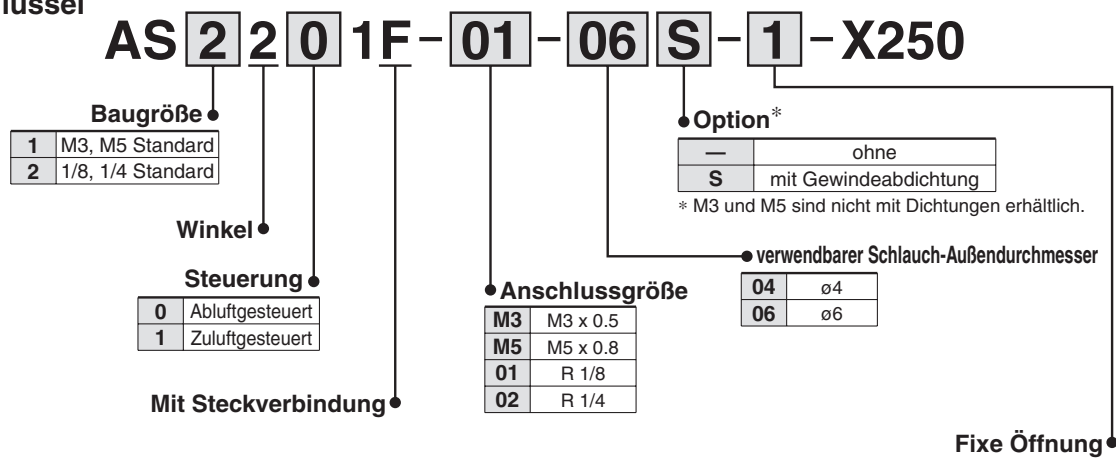 lüssel
AS 2 2 0 1F – 01 – 06 S – 1 – X250
Baugröße
1 M3, M5 Standard
2 1/8, 1/4 Standard
Winkel
Steuerung
0 Abluftgesteuert
1 Zuluftgesteuert
Mit Steckverbindung
Anschlussgröße
M3 M3 x 0.5
M5 M5 x 0.8
01 R 1/8
02 R 1/4
Option*
— ohne
S mit Gewindeabdichtung
* M3 und M5 sind nicht mit Dichtungen erhältlich.
verwendbarer Schlauch-Außendurchmesser
04 ø4
06 ø6
Fixe Öffnung